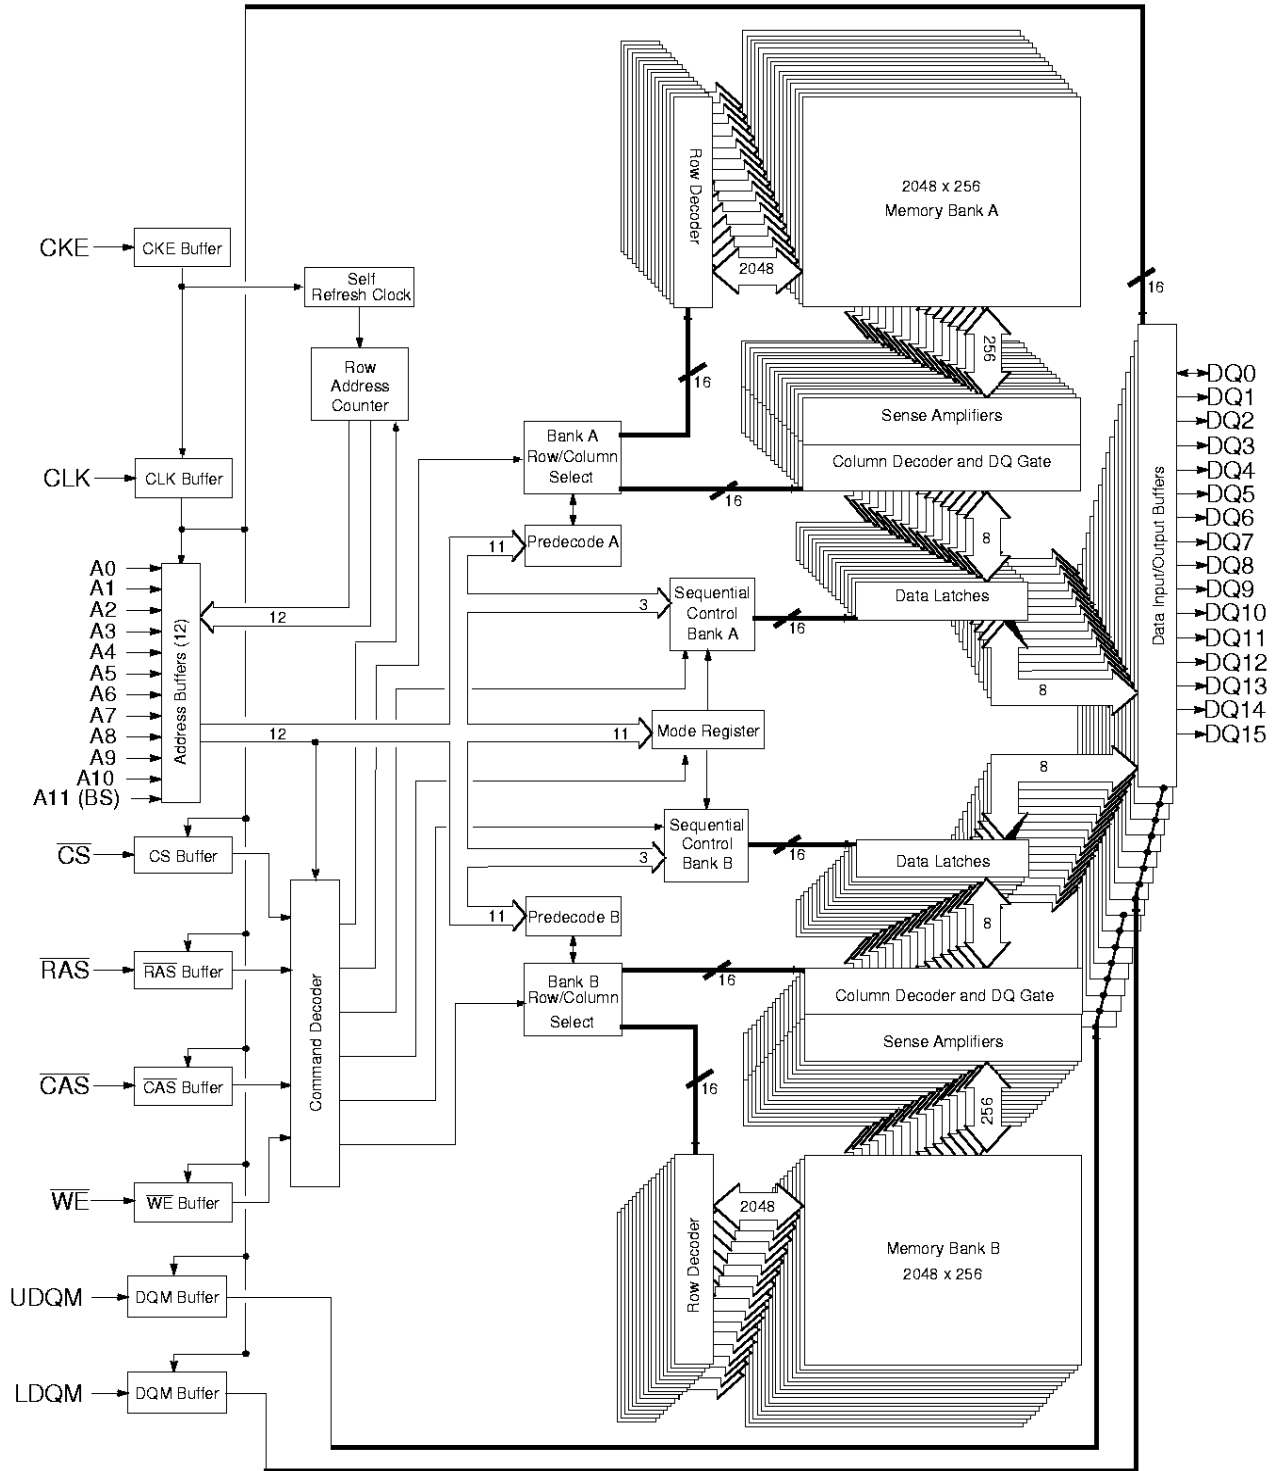 2048 x 256
Memory Bank A
Row Decoder
2048
16
CKE
CKE Buffer
Self
Refresh Clock
Row
Address
Counter
256
16
Sense Amplifiers
Column Decoder and DQ Gate
Bank A
Row/Column
Select
16
CLK
CLK Buffer
Predecode A
11
8
Data Latches
Sequential
Control
Bank A
3
16
12
A0
A1
A2
A3
A4
A5
A6
A7
A8
A9
A10
A11 (BS)
Address Buffers (12)
12
11
Mode Register
8
8
Data Input/Output Buffers
DQ0
DQ1
DQ2
DQ3
DQ4
DQ5
DQ6
DQ7
DQ8
DQ9
DQ10
DQ11
DQ12
DQ13
DQ14
DQ15
Sequential
Control
Bank B
3
16
Data Latches
CS
CS Buffer
11
Predecode B
8
RAS
RAS Buffer
Bank B
Row/Column
Select
16
Column Decoder and DQ Gate
Sense Amplifiers
Command Decoder
CAS
CAS Buffer
16
256
WE
WE Buffer
Row Decoder
2048
Memory Bank B
2048 x 256
UDQM
DQM Buffer
LDQM
DQM Buffer